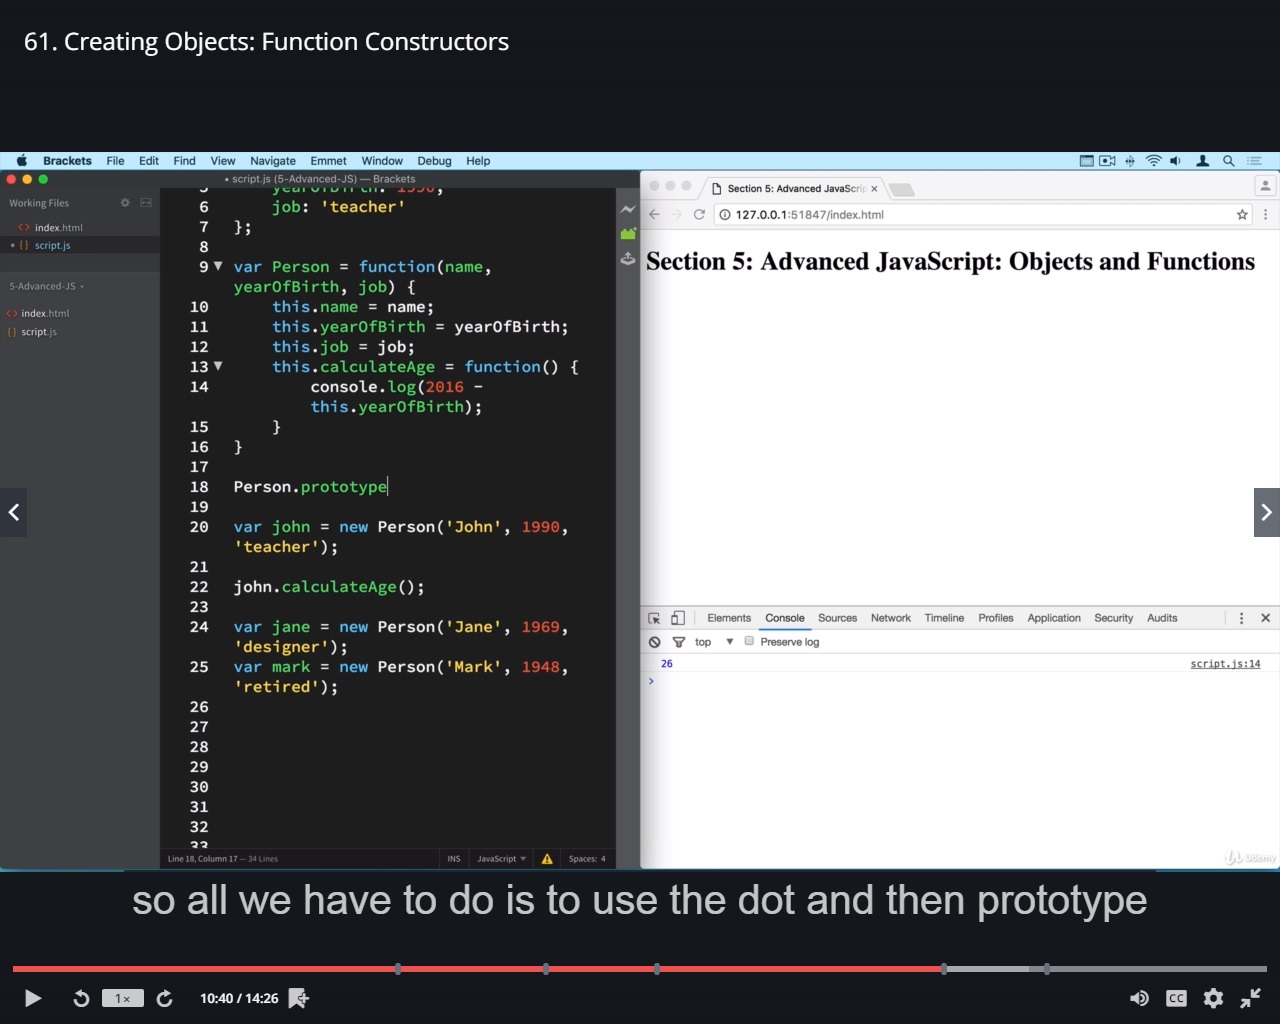 61. Creating Objects: Function Constructors
Brackets File Edit Find View Navigate Emmet Window Debug Help
• script.js (5-Advanced-JS) — Brackets
Working Files
<> index.html
• {} script.js
5-Advanced-JS
<> index.html
{} script.js
5 yearOfBirth: 1990,
6 job: 'teacher'
7 };
8
9 var Person = function(name,
yearOfBirth, job) {
10 this.name = name;
11 this.yearOfBirth = yearOfBirth;
12 this.job = job;
13 this.calculateAge = function() {
14 console.log(2016 -
this.yearOfBirth);
15 }
16 }
17
18 Person.prototype
19
20 var john = new Person('John', 1990,
'teacher');
21
22 john.calculateAge();
23
24 var jane = new Person('Jane', 1969,
'designer');
25 var mark = new Person('Mark', 1948,
'retired');
26
27
28
29
30
31
32
33
Line 18, Column 17 — 34 Lines
INS JavaScript Spaces: 4
Section 5: Advanced JavaScrip ×
127.0.0.1:51847/index.html
Section 5: Advanced JavaScript: Objects and Functions
Elements Console Sources Network Timeline Profiles Application Security Audits
top Preserve log
26 script.js:14
>
Udemy
so all we have to do is to use the dot and then prototype
1x 10:40 / 14:26 CC